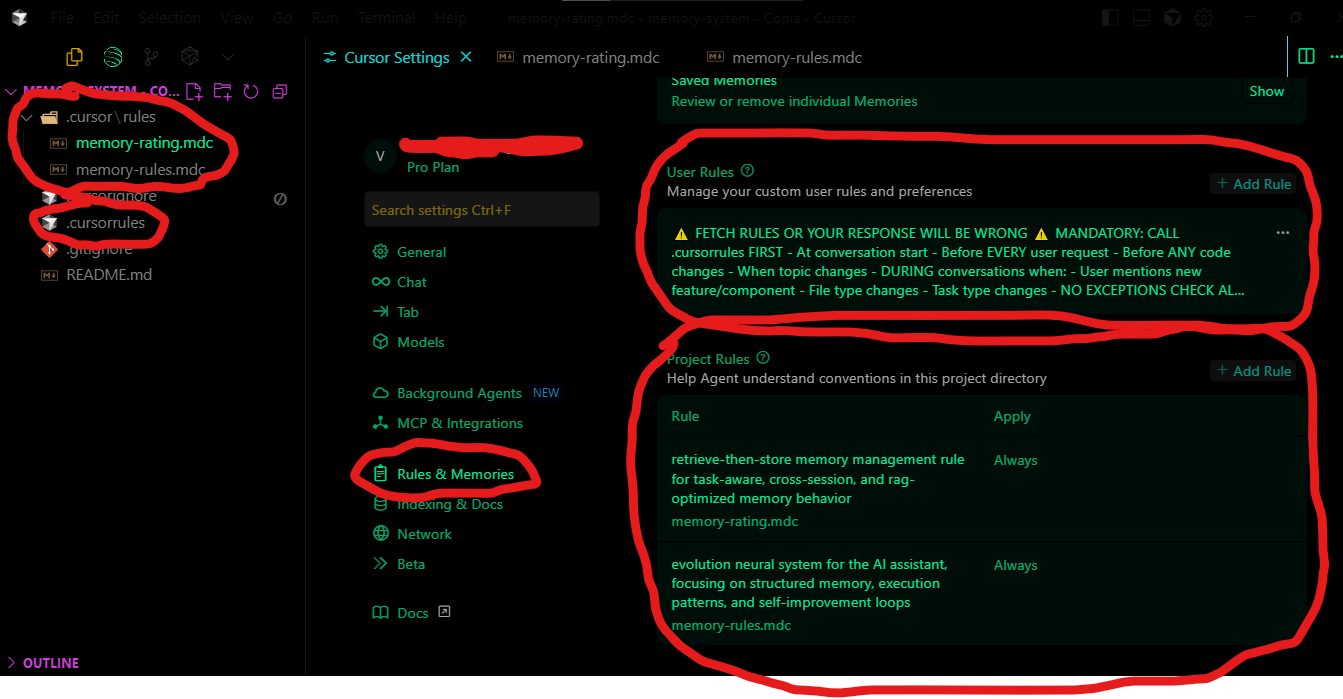 File Edit Selection View Go Run Terminal Help
memory-rating.mdc - memory-system - Copia - Cursor
MEMORY-SYSTEM - CO...
.cursor\rules
memory-rating.mdc
memory-rules.mdc
.cursorignore
.cursorrules
.gitignore
README.md
OUTLINE
Cursor Settings
memory-rating.mdc
memory-rules.mdc
V
Pro Plan
Search settings Ctrl+F
General
Chat
Tab
Models
Background Agents NEW
MCP & Integrations
Rules & Memories
Indexing & Docs
Network
Beta
Docs
Saved Memories
Review or remove individual Memories
Show
User Rules
Manage your custom user rules and preferences
+ Add Rule
⚠ FETCH RULES OR YOUR RESPONSE WILL BE WRONG ⚠ MANDATORY: CALL
.cursorrules FIRST - At conversation start - Before EVERY user request - Before ANY code
changes - When topic changes - DURING conversations when: - User mentions new
feature/component - File type changes - Task type changes - NO EXCEPTIONS CHECK AL...
Project Rules
Help Agent understand conventions in this project directory
+ Add Rule
Rule Apply
retrieve-then-store memory management rule
for task-aware, cross-session, and rag-
optimized memory behavior
memory-rating.mdc
Always
evolution neural system for the AI assistant,
focusing on structured memory, execution
patterns, and self-improvement loops
memory-rules.mdc
Always